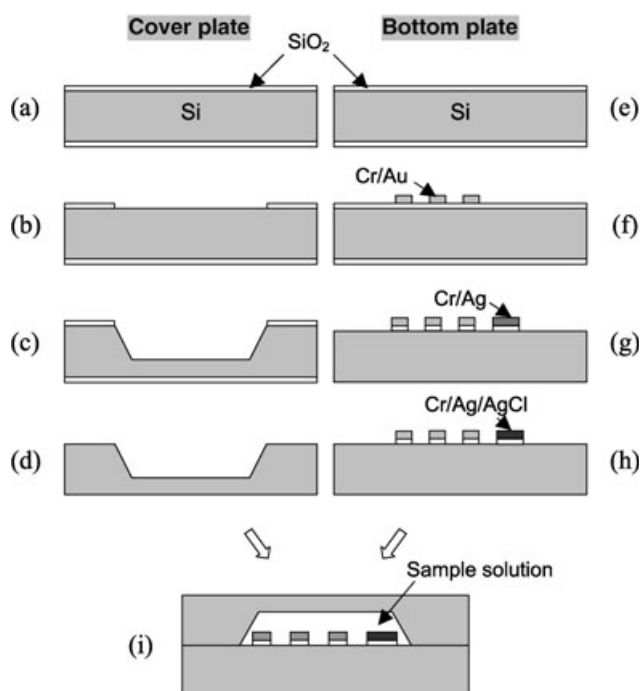 Cover plate
Bottom plate
SiO₂
(a)
Si
Si
(e)
(b)
Cr/Au
(f)
(c)
Cr/Ag
(g)
(d)
Cr/Ag/AgCl
(h)
Sample solution
(i)